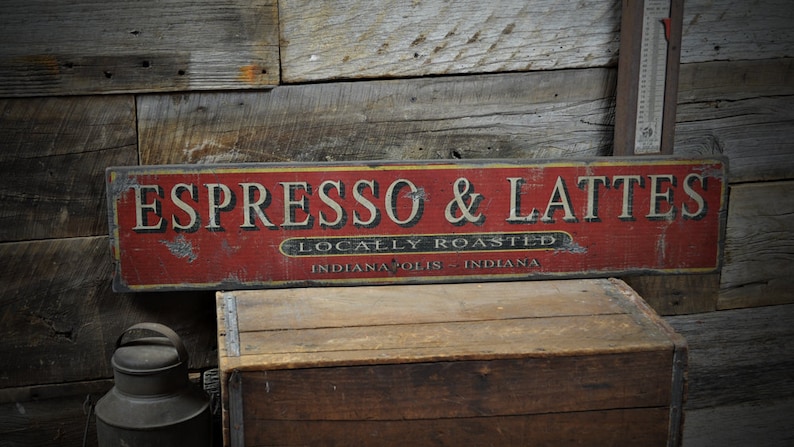 ESPRESSO & LATTES
LOCALLY ROASTED
INDIANAPOLIS ~ INDIANA